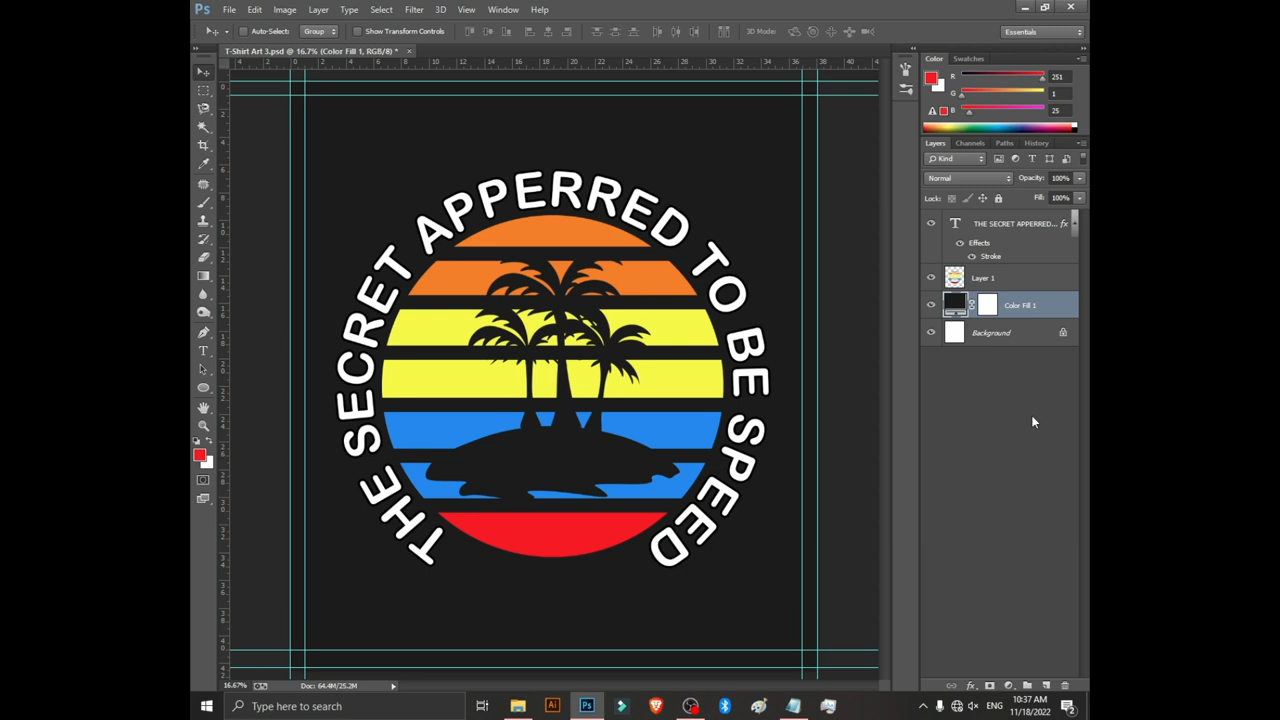 Ps File Edit Image Layer Type Select Filter 3D View Window Help
Auto-Select: Group Show Transform Controls 3D Mode: Essentials
T-Shirt Art 3.psd @ 16.7% (Color Fill 1, RGB/8) * ×
Color Swatches
R 251
G 1
B 25
Layers Channels Paths History
Kind
Normal Opacity: 100%
Lock: Fill: 100%
T THE SECRET APPERRED... fx
Effects
Stroke
Layer 1
Color Fill 1
Background
THE SECRET APPERRED TO BE SPEED
16.67% Doc: 64.4M/25.2M
Type here to search
Ai Ps
ENG
10:37 AM
11/18/2022
2